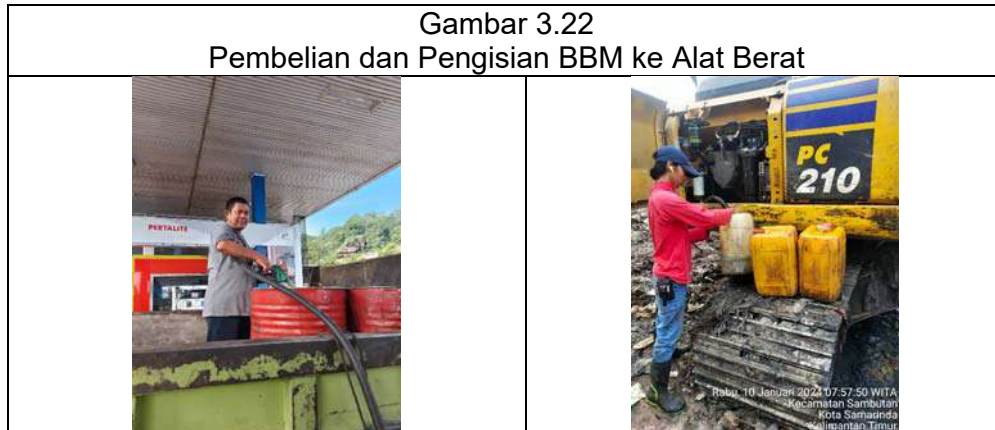 Gambar 3.22
Pembelian dan Pengisian BBM ke Alat Berat
PERTALITE
PC
210
Rabu, 10 Januari 2024 07:57:50 WITA
Kecamatan Sambutan
Kota Samarinda
Kalimantan Timur